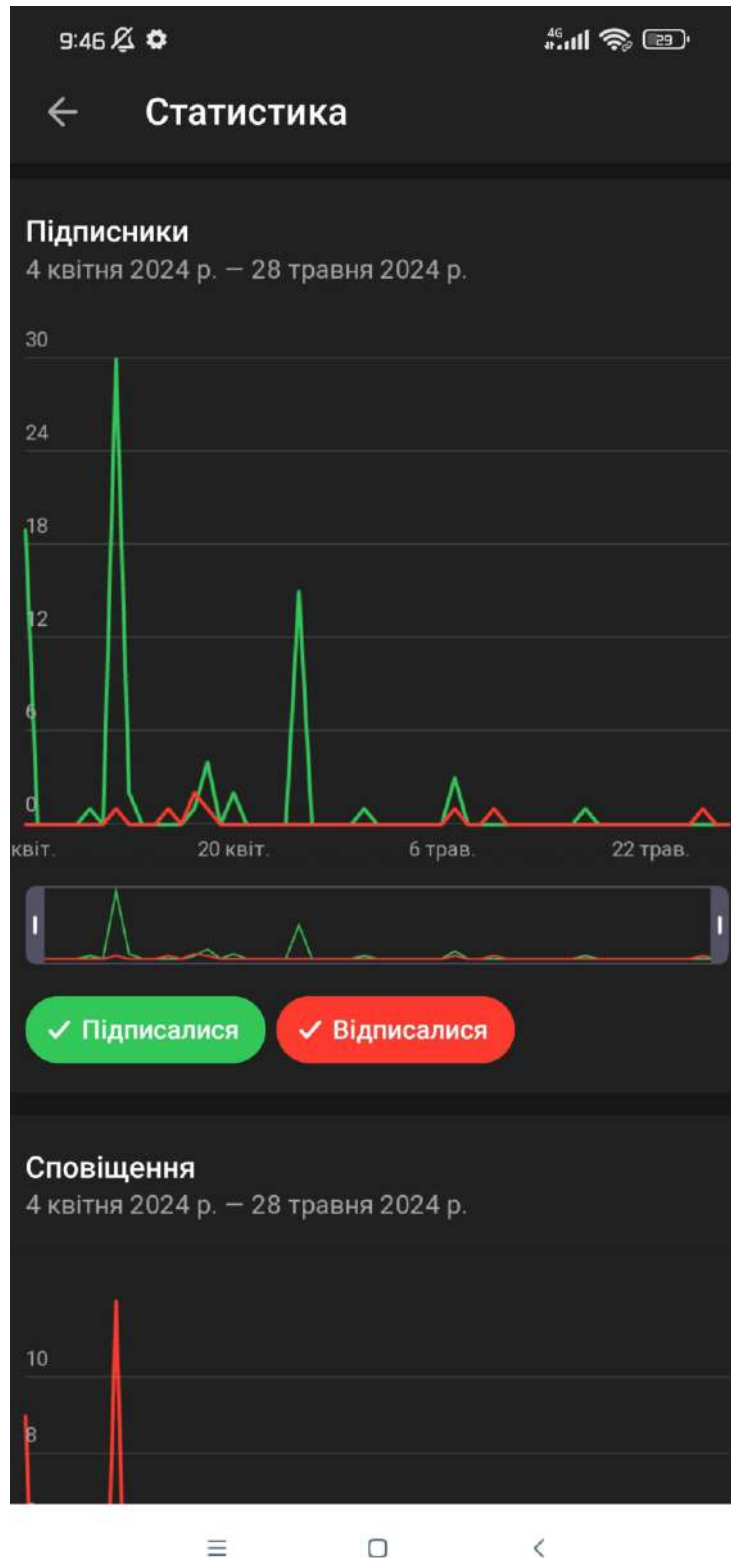 9:46 4G 29
Статистика
Підписники
4 квітня 2024 р. — 28 травня 2024 р.
30
24
18
12
6
0
квіт. 20 квіт. 6 трав. 22 трав.
Підписалися Відписалися
Сповіщення
4 квітня 2024 р. — 28 травня 2024 р.
10
8